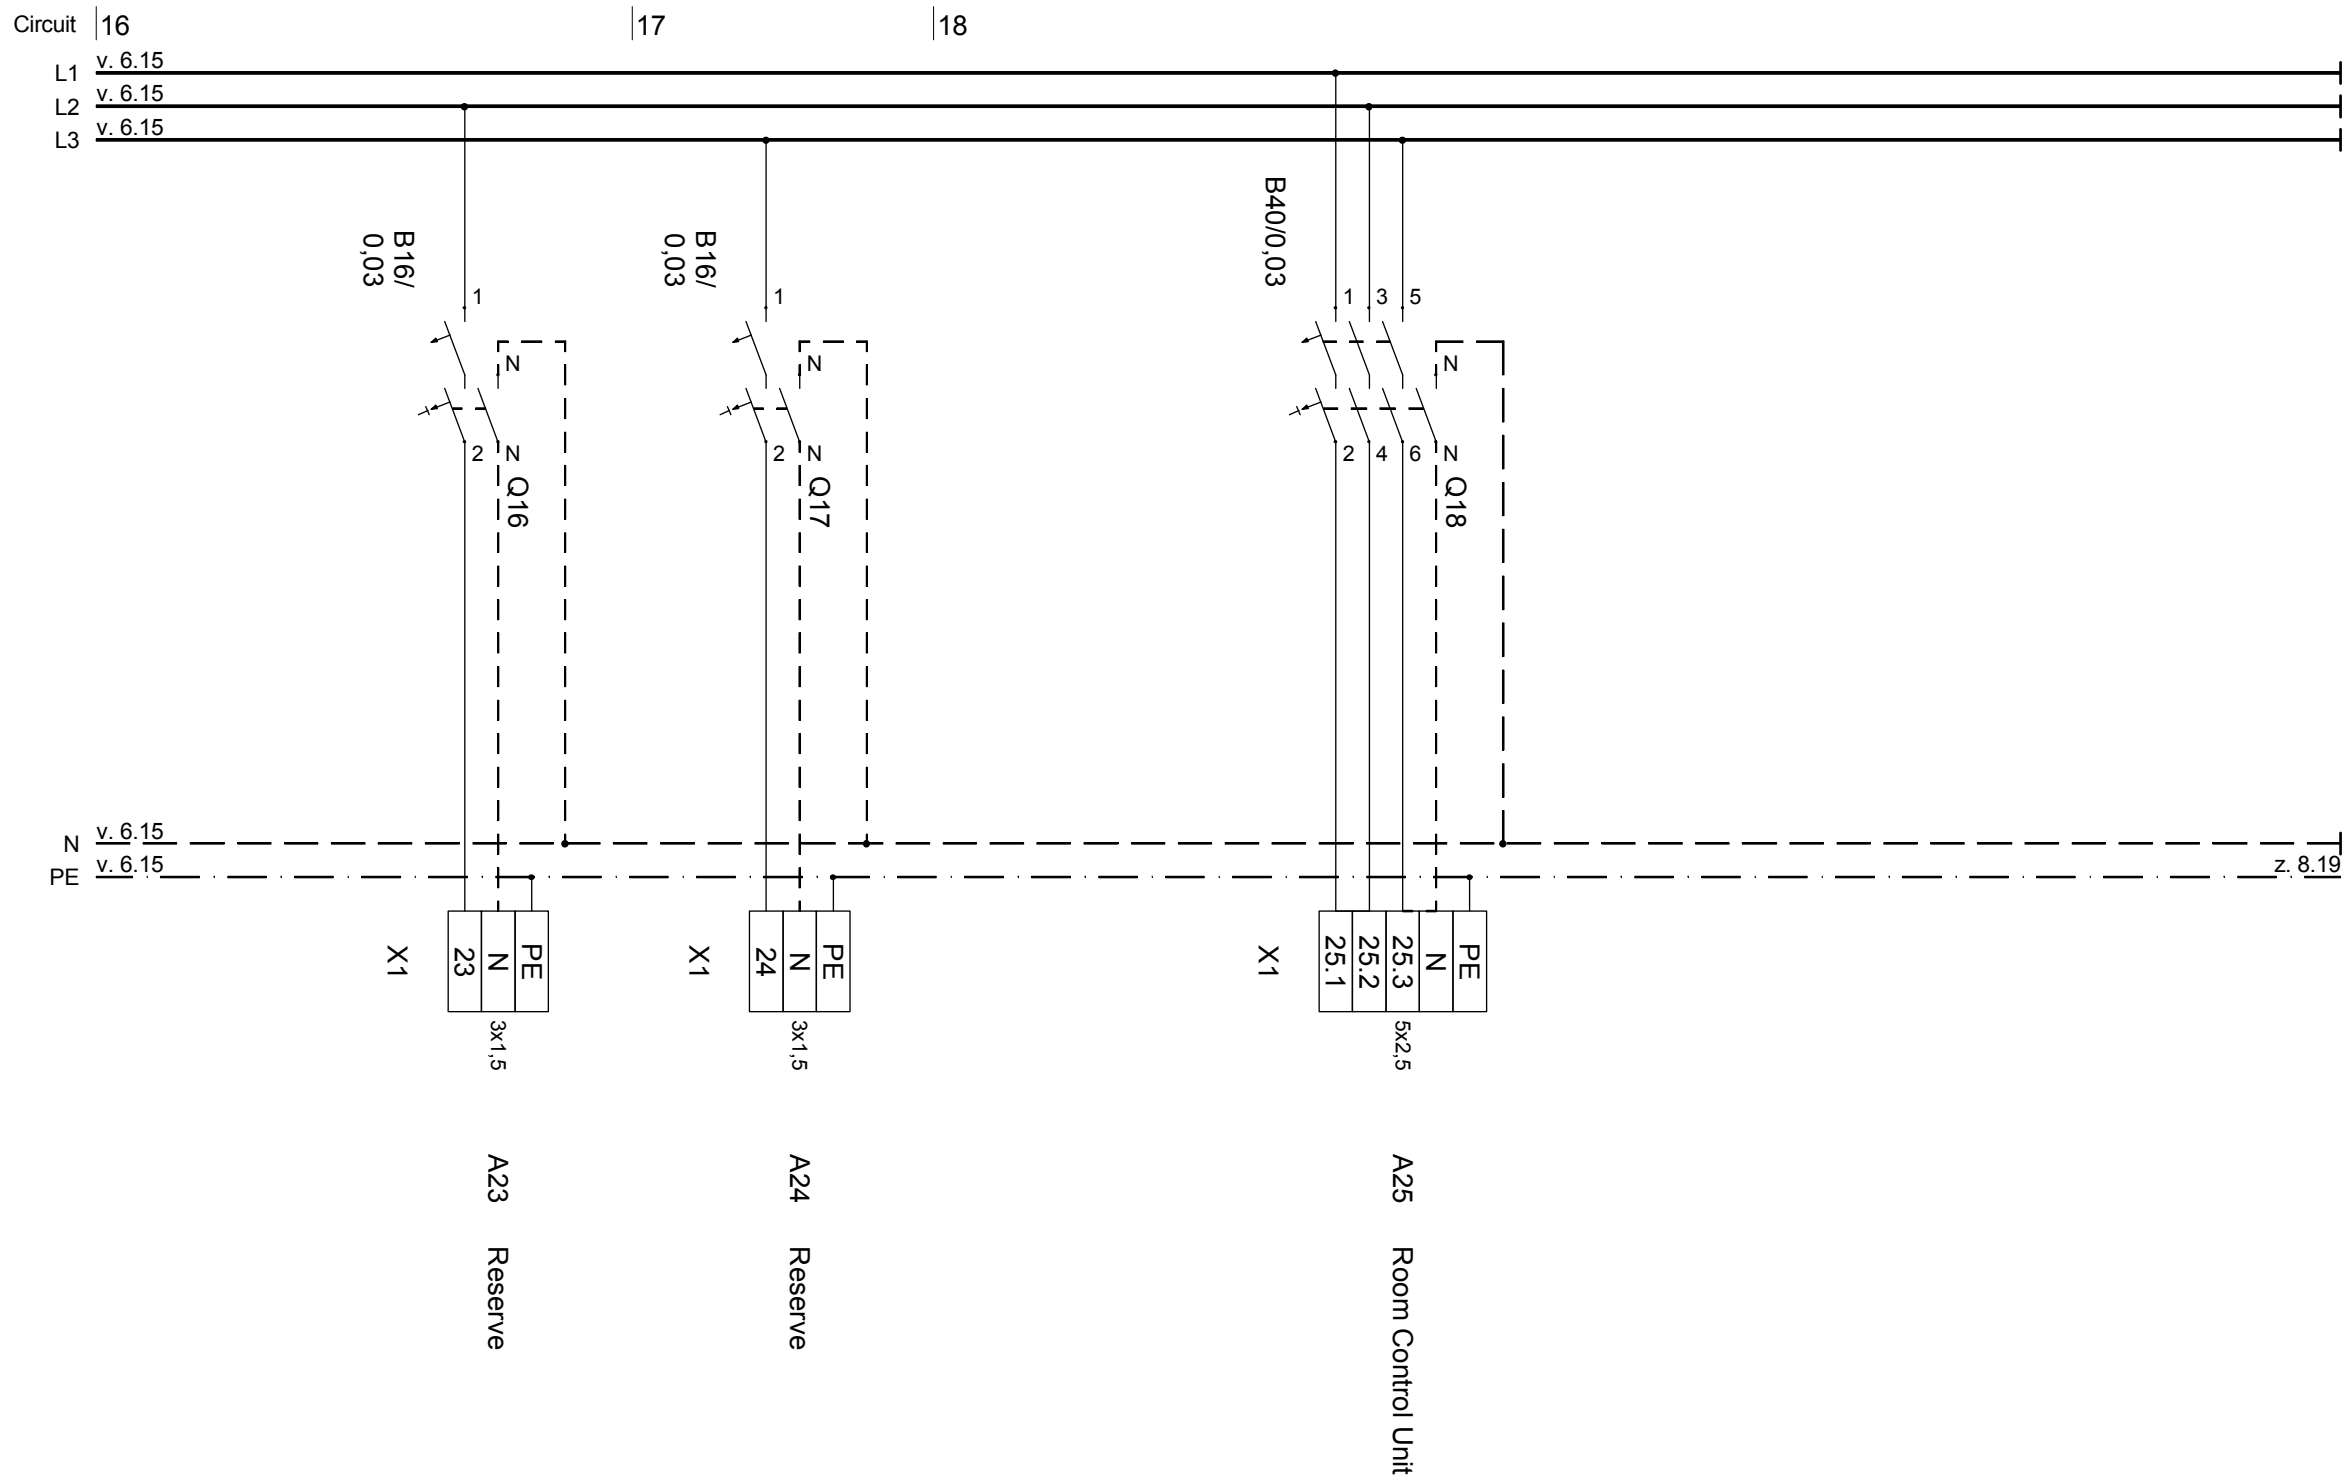 Circuit 16 17 18
L1 v. 6.15
L2 v. 6.15
L3 v. 6.15
B16/
0,03
B16/
0,03
B40/0,03
1 1 1 3 5
N N N
2 N 2 N 2 4 6 N
Q16 Q17 Q18
N v. 6.15
PE v. 6.15 z. 8.19
X1 23 N PE X1 24 N PE X1 25.1 25.2 25.3 N PE
3x1,5 3x1,5 5x2,5
A23 Reserve
A24 Reserve
A25 Room Control Unit